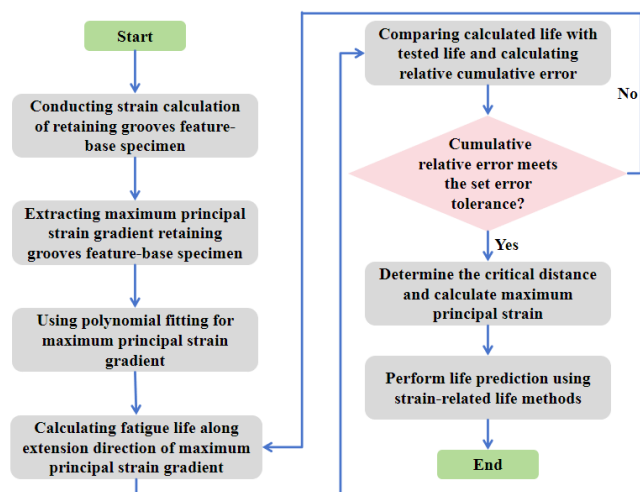 Start
Conducting strain calculation
of retaining grooves feature-
base specimen
Extracting maximum principal
strain gradient retaining
grooves feature-base specimen
Using polynomial fitting for
maximum principal strain
gradient
Calculating fatigue life along
extension direction of maximum
principal strain gradient
Comparing calculated life with
tested life and calculating
relative cumulative error
No
Cumulative
relative error meets
the set error
tolerance?
Yes
Determine the critical distance
and calculate maximum
principal strain
Perform life prediction using
strain-related life methods
End